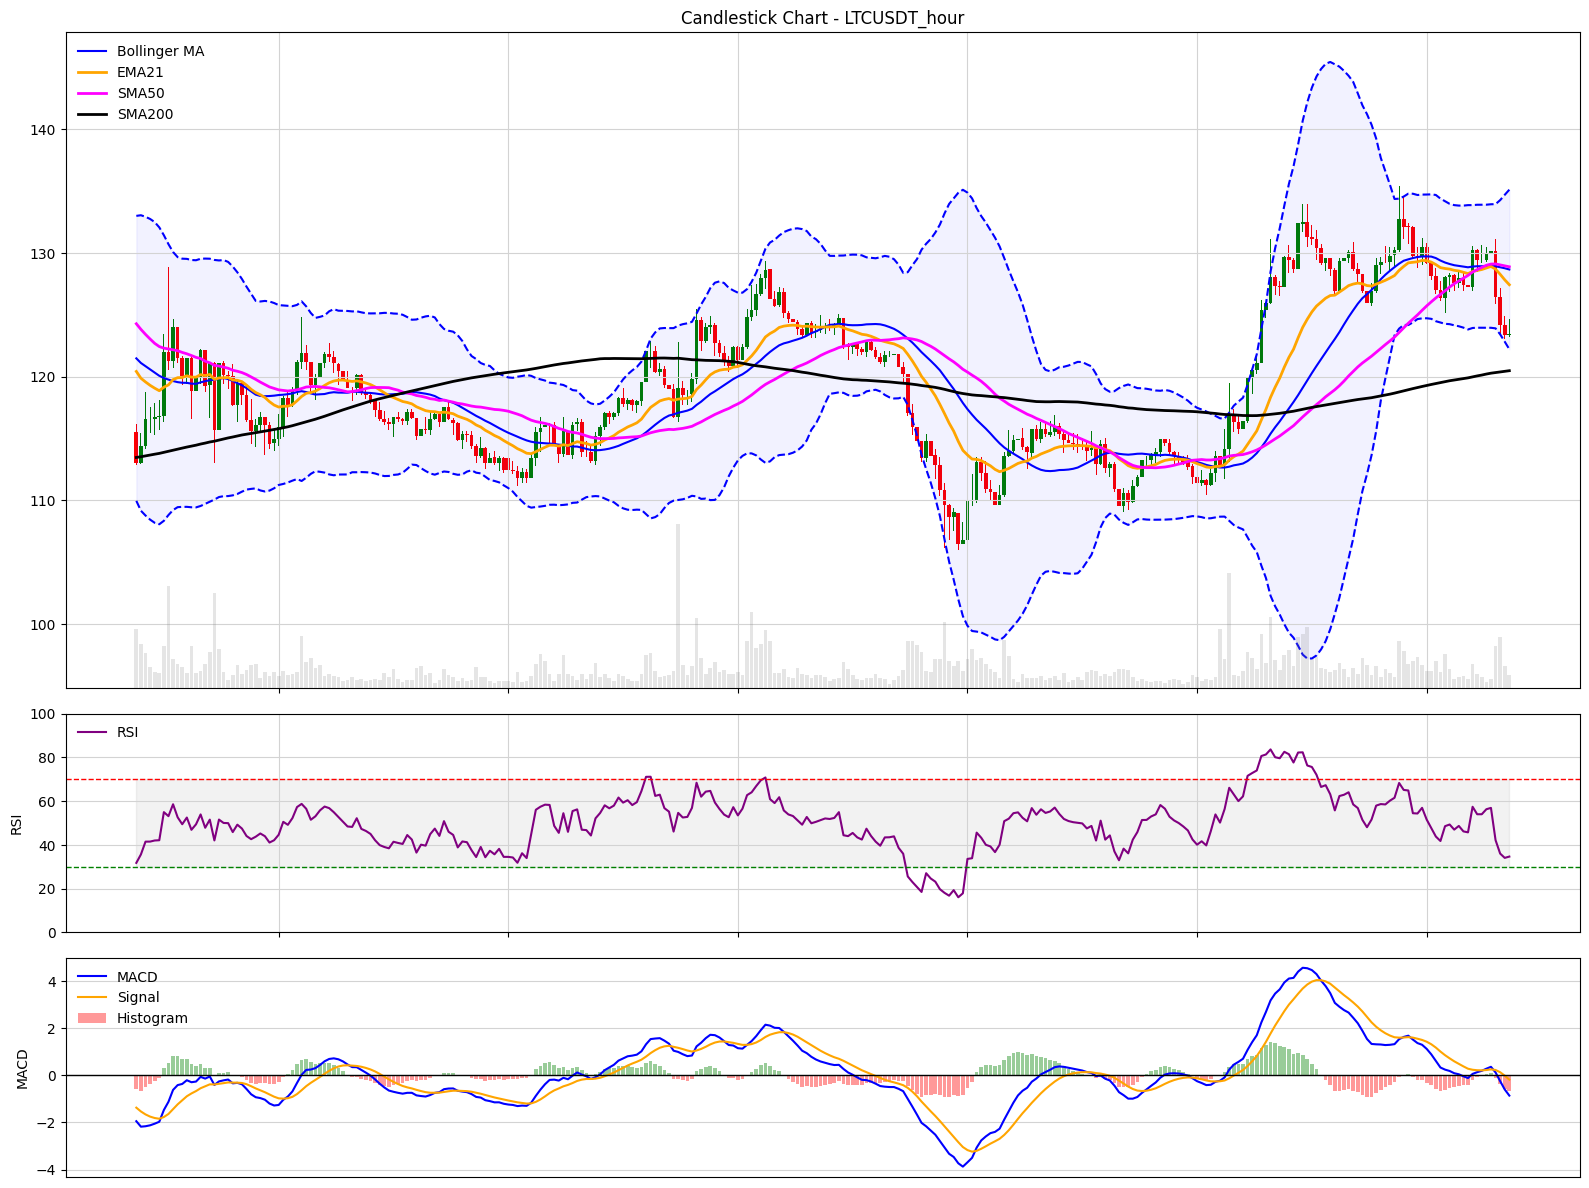 Candlestick Chart - LTCUSDT_hour
Bollinger MA
EMA21
SMA50
SMA200
140
130
120
110
100
100
RSI
80
60
40
20
0
RSI
MACD
Signal
Histogram
4
2
0
−2
−4
MACD